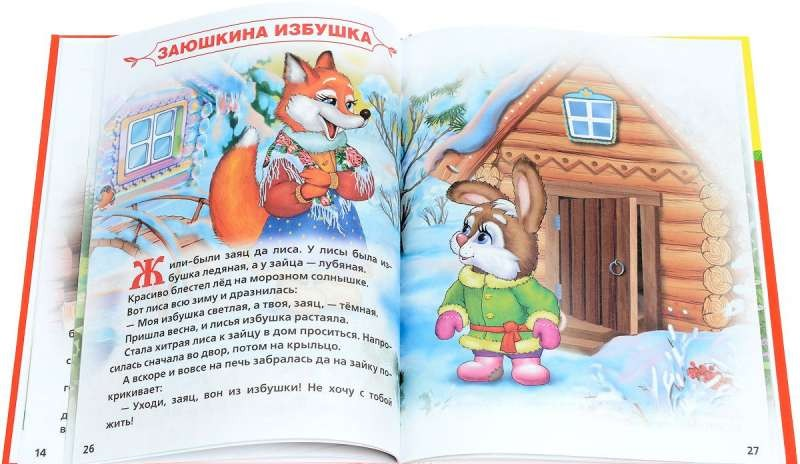 ЗАЮШКИНА ИЗБУШКА
Жили–были заяц да лиса. У лисы была из-
бушка ледяная, а у зайца — лубяная.
Красиво блестел лёд на морозном солнышке.
Вот лиса всю зиму и дразнилась:
— Моя избушка светлая, а твоя, заяц, — тёмная.
Пришла весна, и лисья избушка растаяла.
Стала хитрая лиса к зайцу в дом проситься. Напро-
силась сначала во двор, потом на крыльцо.
А вскоре и вовсе на печь забралась да на зайку по-
крикивает:
— Уходи, заяц, вон из избушки! Не хочу с тобой
жить!
14
26
27